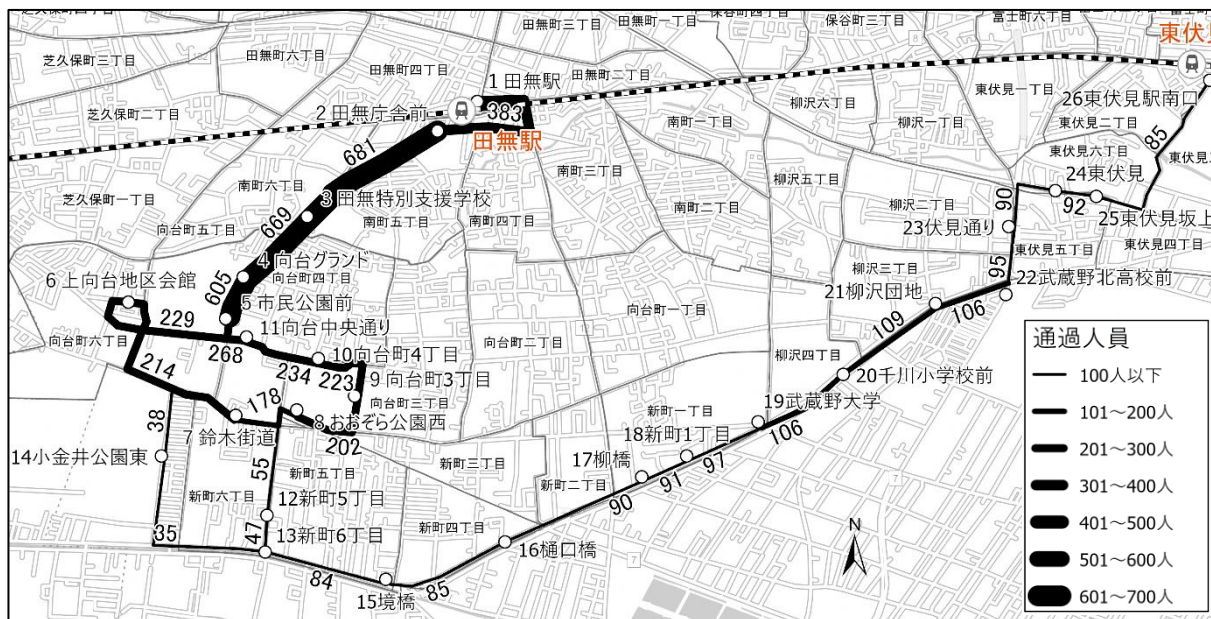 芝久保町三丁目
田無町六丁目
田無町三丁目
田無町一丁目
保谷町四丁目
保谷町三丁目
富士町六丁目
東伏見
芝久保町二丁目
田無町四丁目
田無町二丁目
1 田無駅
383
2 田無庁舎前
田無駅
681
柳沢六丁目
柳沢一丁目
東伏見一丁目
26東伏見駅南口
東伏見二丁目
85
南町一丁目
南町三丁目
南町六丁目
3 田無特別支援学校
669
芝久保町一丁目
南町五丁目
南町四丁目
南町二丁目
柳沢五丁目
柳沢二丁目
東伏見六丁目
24東伏見
92
90
25東伏見坂上
23伏見通り
東伏見五丁目
東伏見四丁目
95
向台町五丁目
4 向台グランド
向台町四丁目
605
5 市民公園前
6 上向台地区会館
229
11向台中央通り
268
向台町六丁目
10向台町4丁目
234
223
9 向台町3丁目
向台町三丁目
向台町二丁目
向台町一丁目
柳沢三丁目
21柳沢団地
22武蔵野北高校前
106
109
柳沢四丁目
20千川小学校前
19武蔵野大学
106
214
178
7 鈴木街道
8 おおぞら公園西
202
38
55
14小金井公園東
新町五丁目
新町六丁目
12新町5丁目
47
13新町6丁目
35
新町三丁目
新町四丁目
新町二丁目
新町一丁目
18新町1丁目
97
17柳橋
91
90
16樋口橋
84
15境橋
85
N
7
通過人員
100人以下
101～200人
201～300人
301～400人
401～500人
501～600人
601～700人